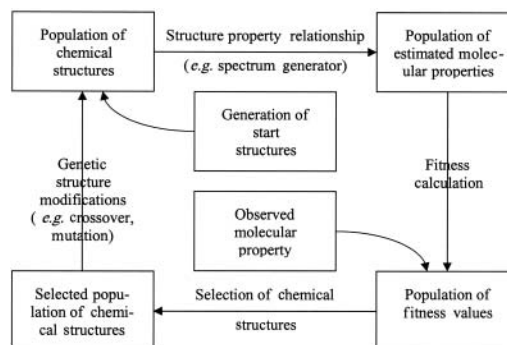 Population of
chemical
structures
Structure property relationship
(e.g. spectrum generator)
Population of
estimated molec-
ular properties
Generation of
start
structures
Genetic
structure
modifications
( e.g. crossover,
mutation)
Fitness
calculation
Observed
molecular
property
Selected popu-
lation of chemi-
cal structures
Selection of chemical
structures
Population of
fitness values